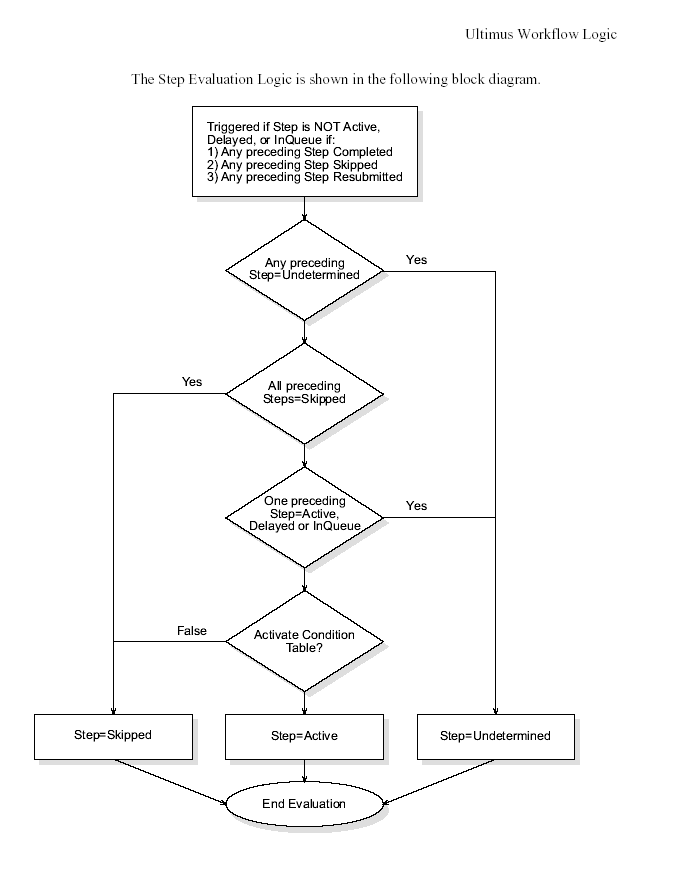 Ultimus Workflow Logic
The Step Evaluation Logic is shown in the following block diagram.
Triggered if Step is NOT Active,
Delayed, or InQueue if:
1) Any preceding Step Completed
2) Any preceding Step Skipped
3) Any preceding Step Resubmitted
Any preceding
Step=Undetermined
Yes
All preceding
Steps=Skipped
Yes
One preceding
Step=Active,
Delayed or InQueue
Yes
Activate Condition
Table?
False
Step=Skipped
Step=Active
Step=Undetermined
End Evaluation